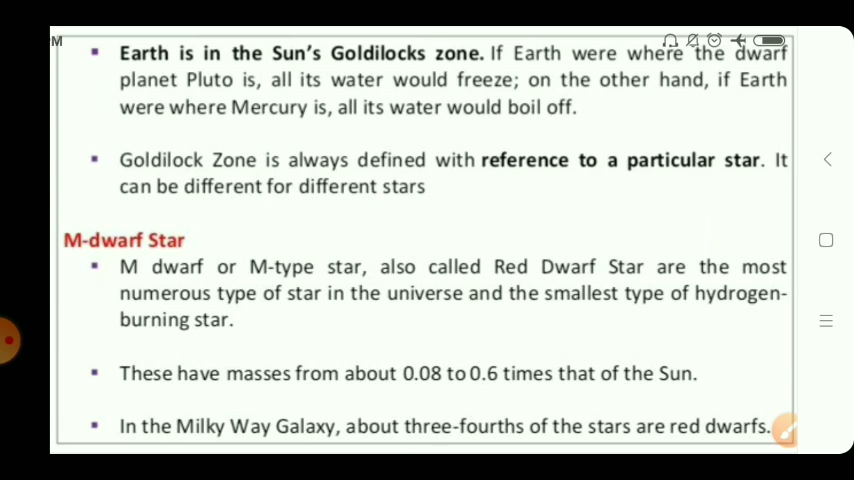 M
Earth is in the Sun's Goldilocks zone. If Earth were where the dwarf
planet Pluto is, all its water would freeze; on the other hand, if Earth
were where Mercury is, all its water would boil off.
Goldilock Zone is always defined with reference to a particular star. It
can be different for different stars
M-dwarf Star
M dwarf or M-type star, also called Red Dwarf Star are the most
numerous type of star in the universe and the smallest type of hydrogen-
burning star.
These have masses from about 0.08 to 0.6 times that of the Sun.
In the Milky Way Galaxy, about three-fourths of the stars are red dwarfs.